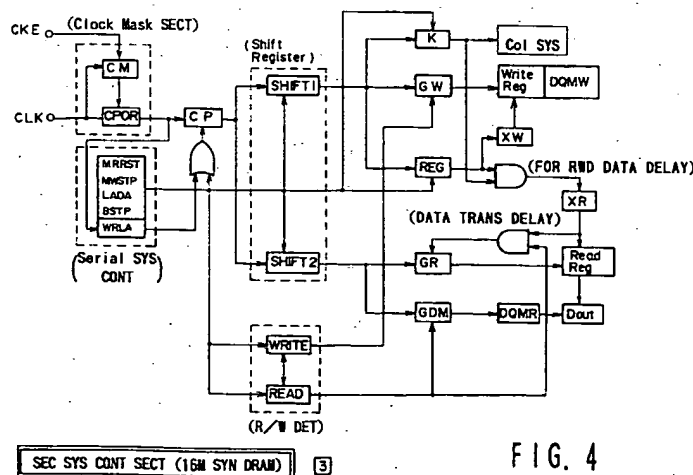 CKE
(Clock Mask SECT)
CM
CLK
CPOR
CP
(Shift
Register)
SHIFT1
K
Col SYS
GW
Write
Reg
DQMW
XW
REG
(FOR RWD DATA DELAY)
XR
MRRST
MWSTP
LADA
BSTP
WRLA
(Serial SYS
CONT)
(DATA TRANS DELAY)
SHIFT2
GR
Read
Reg
GDM
DQMR
Dout
WRITE
READ
(R/W DET)
SEC SYS CONT SECT (16M SYN DRAM)
3
FIG. 4